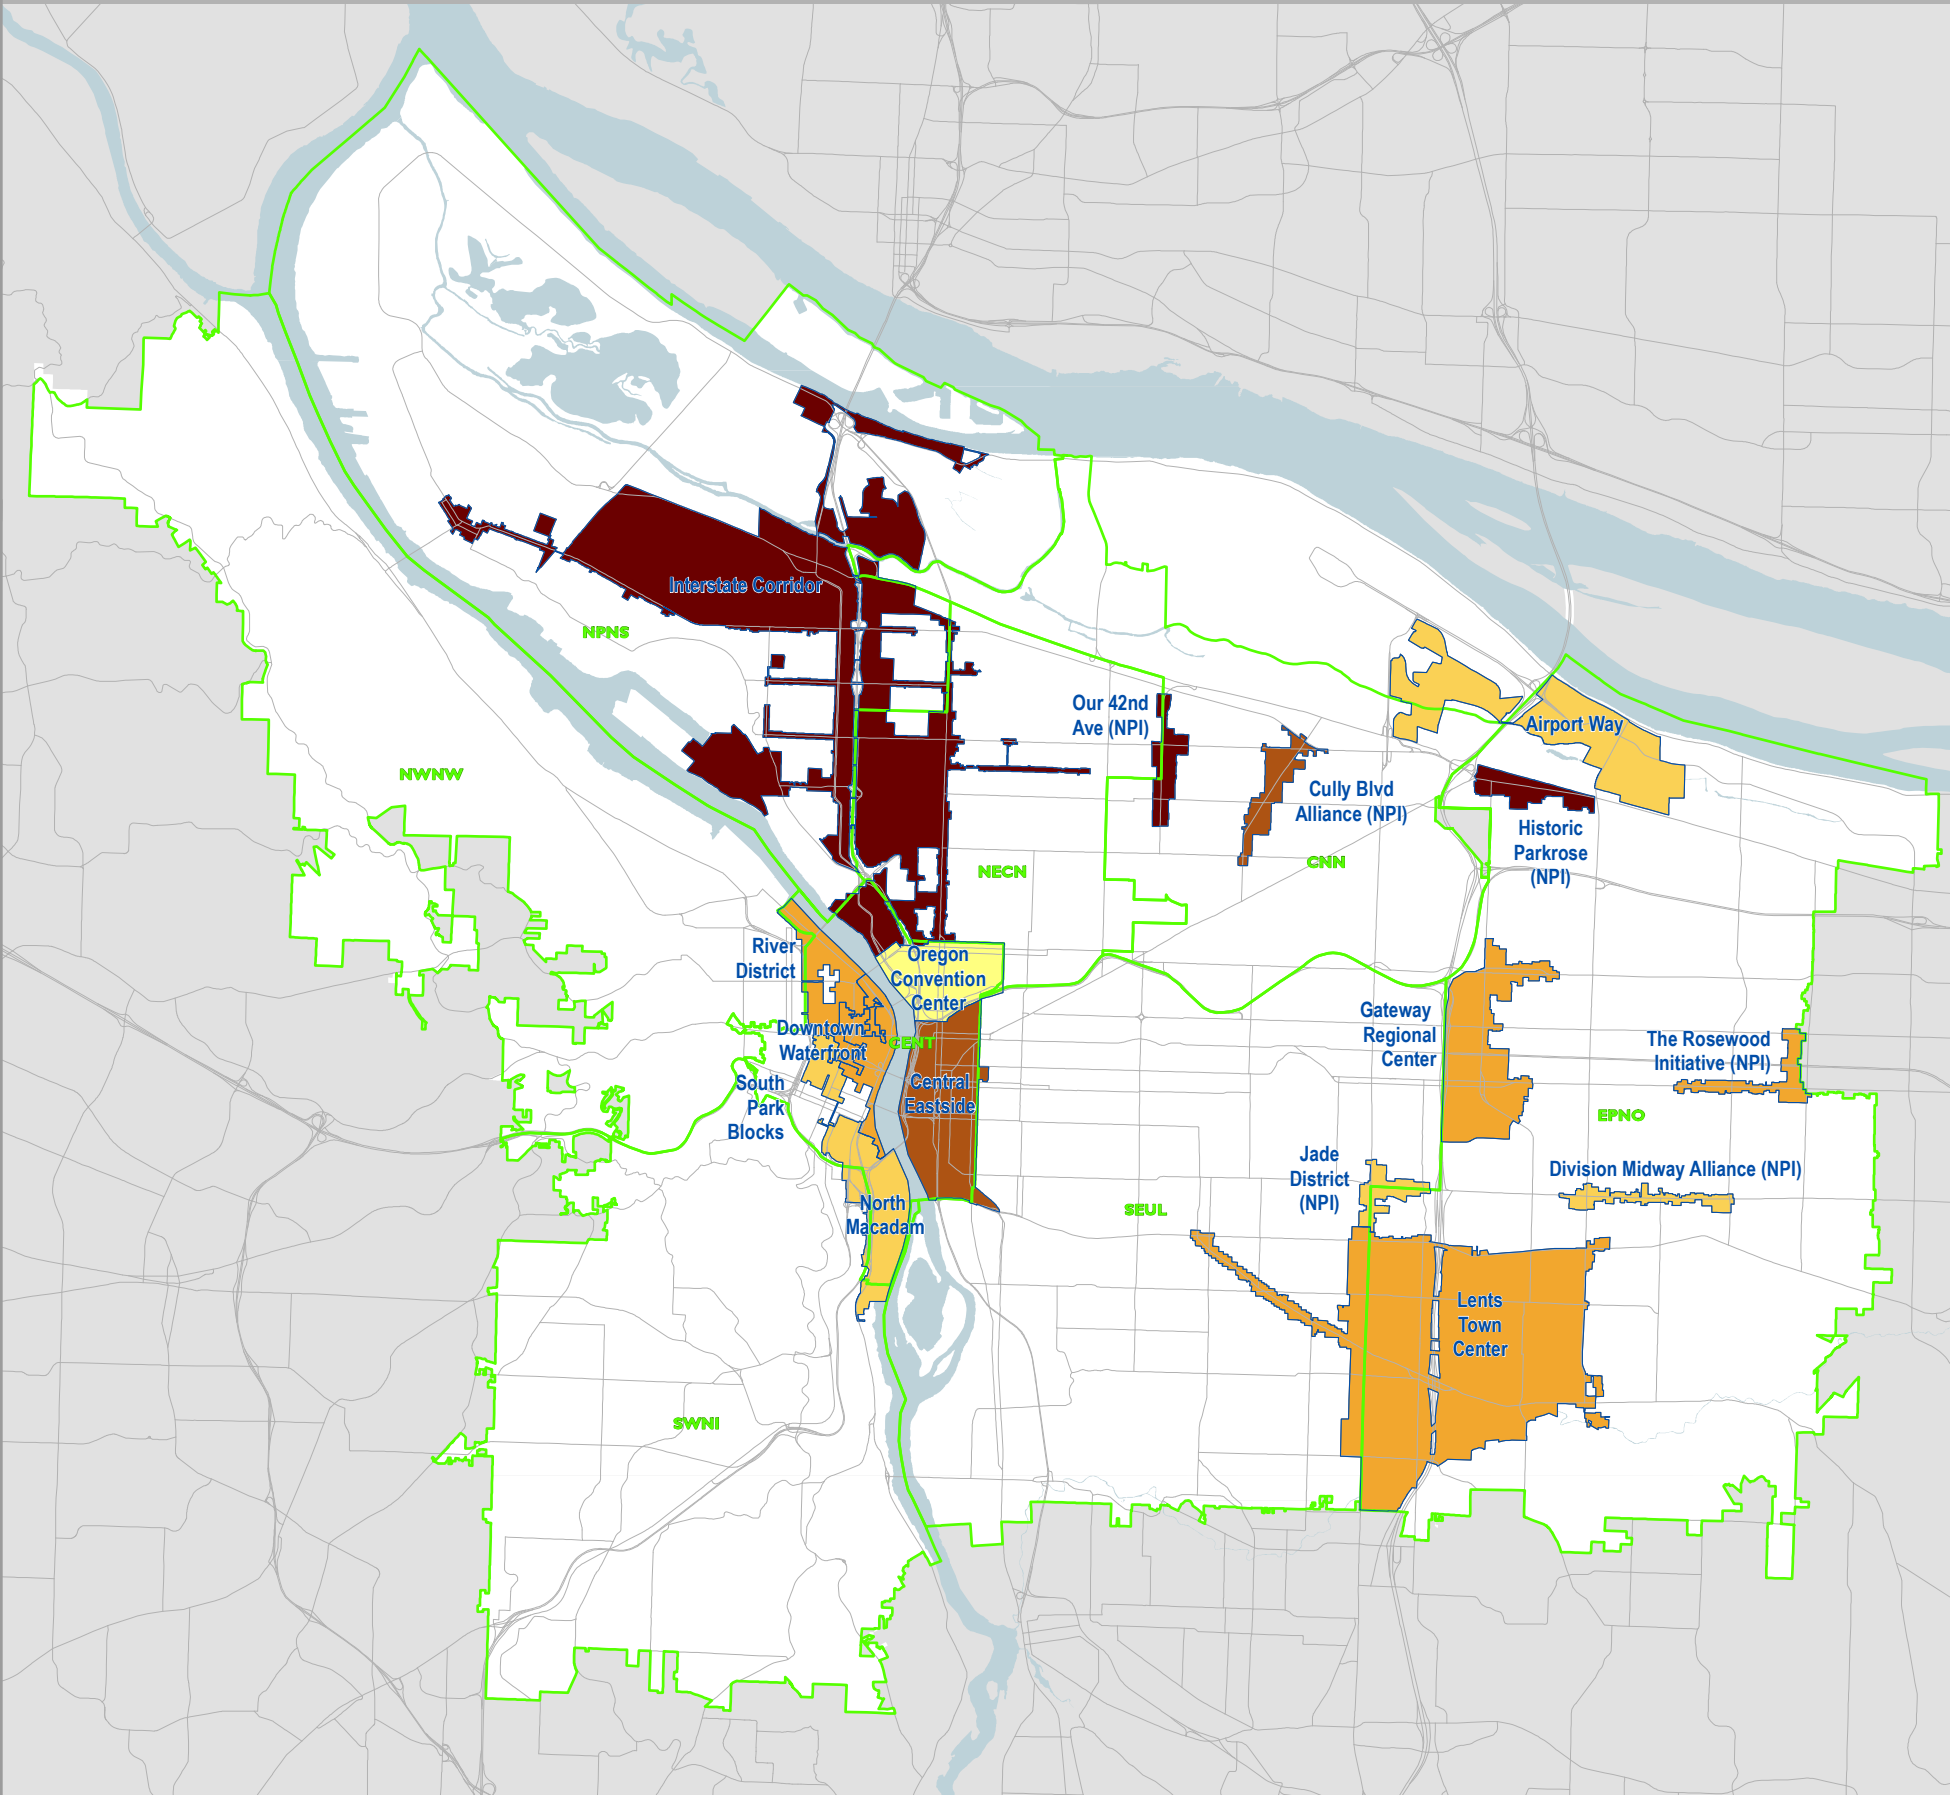 Interstate Corridor
NPNS
Our 42nd
Ave (NPI)
Airport Way
NWNW
Cully Blvd
Alliance (NPI)
Historic
Parkrose
(NPI)
CNN
NECN
River
District
Oregon
Convention
Center
Gateway
Regional
Center
Downtown
Waterfront
CENT
The Rosewood
Initiative (NPI)
South
Park
Blocks
Central
Eastside
EPNO
Jade
District
(NPI)
Division Midway Alliance (NPI)
North
Macadam
SEUL
Lents
Town
Center
SWNI